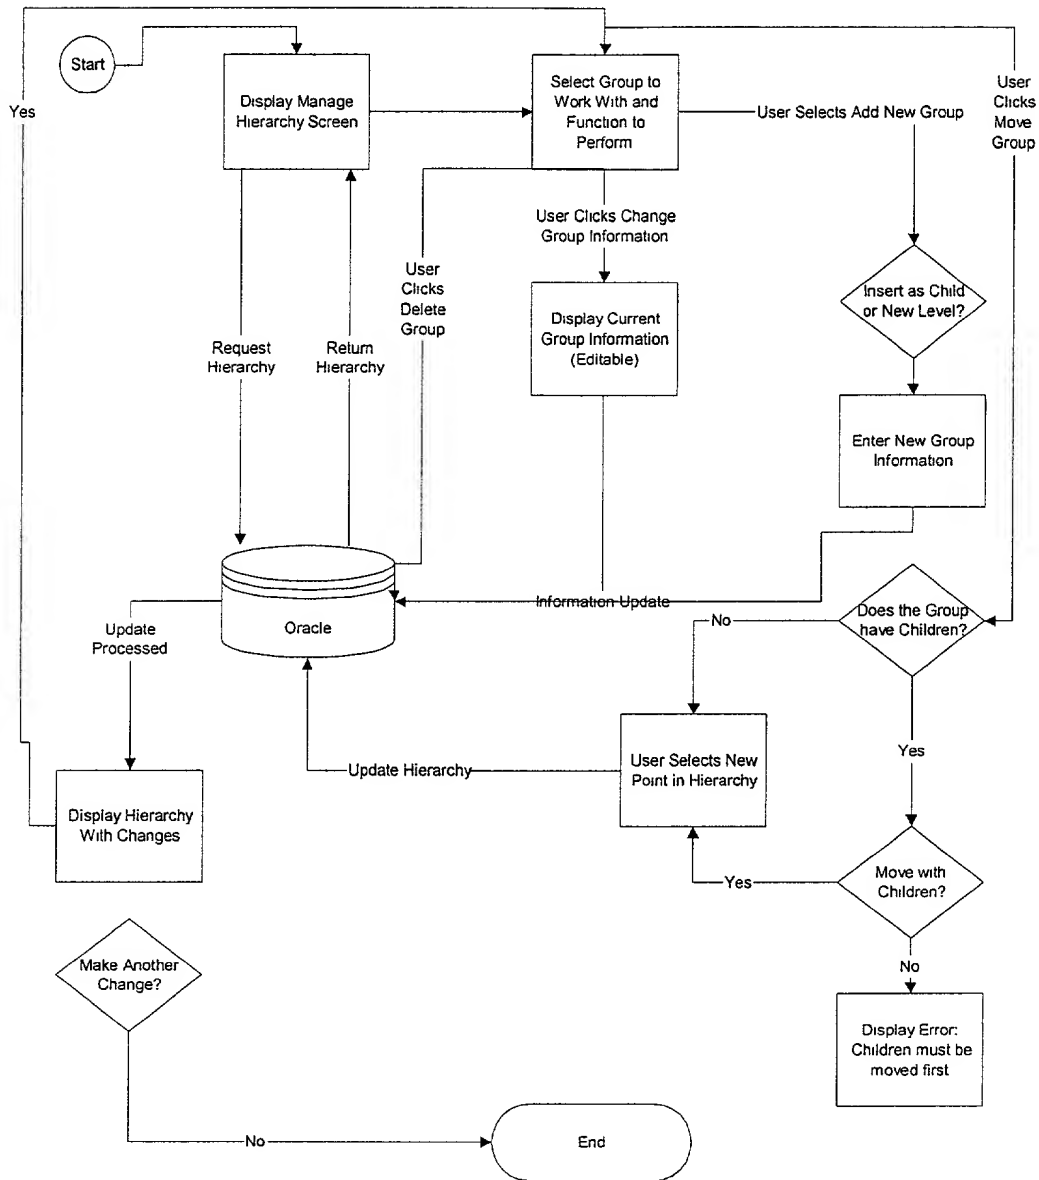 Start
Yes
Display Manage
Hierarchy Screen
Select Group to
Work With and
Function to
Perform
User Selects Add New Group
User
Clicks
Move
Group
User Clicks Change
Group Information
User
Clicks
Delete
Group
Insert as Child
or New Level?
Display Current
Group Information
(Editable)
Request
Hierarchy
Return
Hierarchy
Enter New Group
Information
Oracle
Information Update
Does the Group
have Children?
No
Update
Processed
Yes
User Selects New
Point in Hierarchy
Update Hierarchy
Display Hierarchy
With Changes
Move with
Children?
Yes
No
Make Another
Change?
Display Error:
Children must be
moved first
No
End